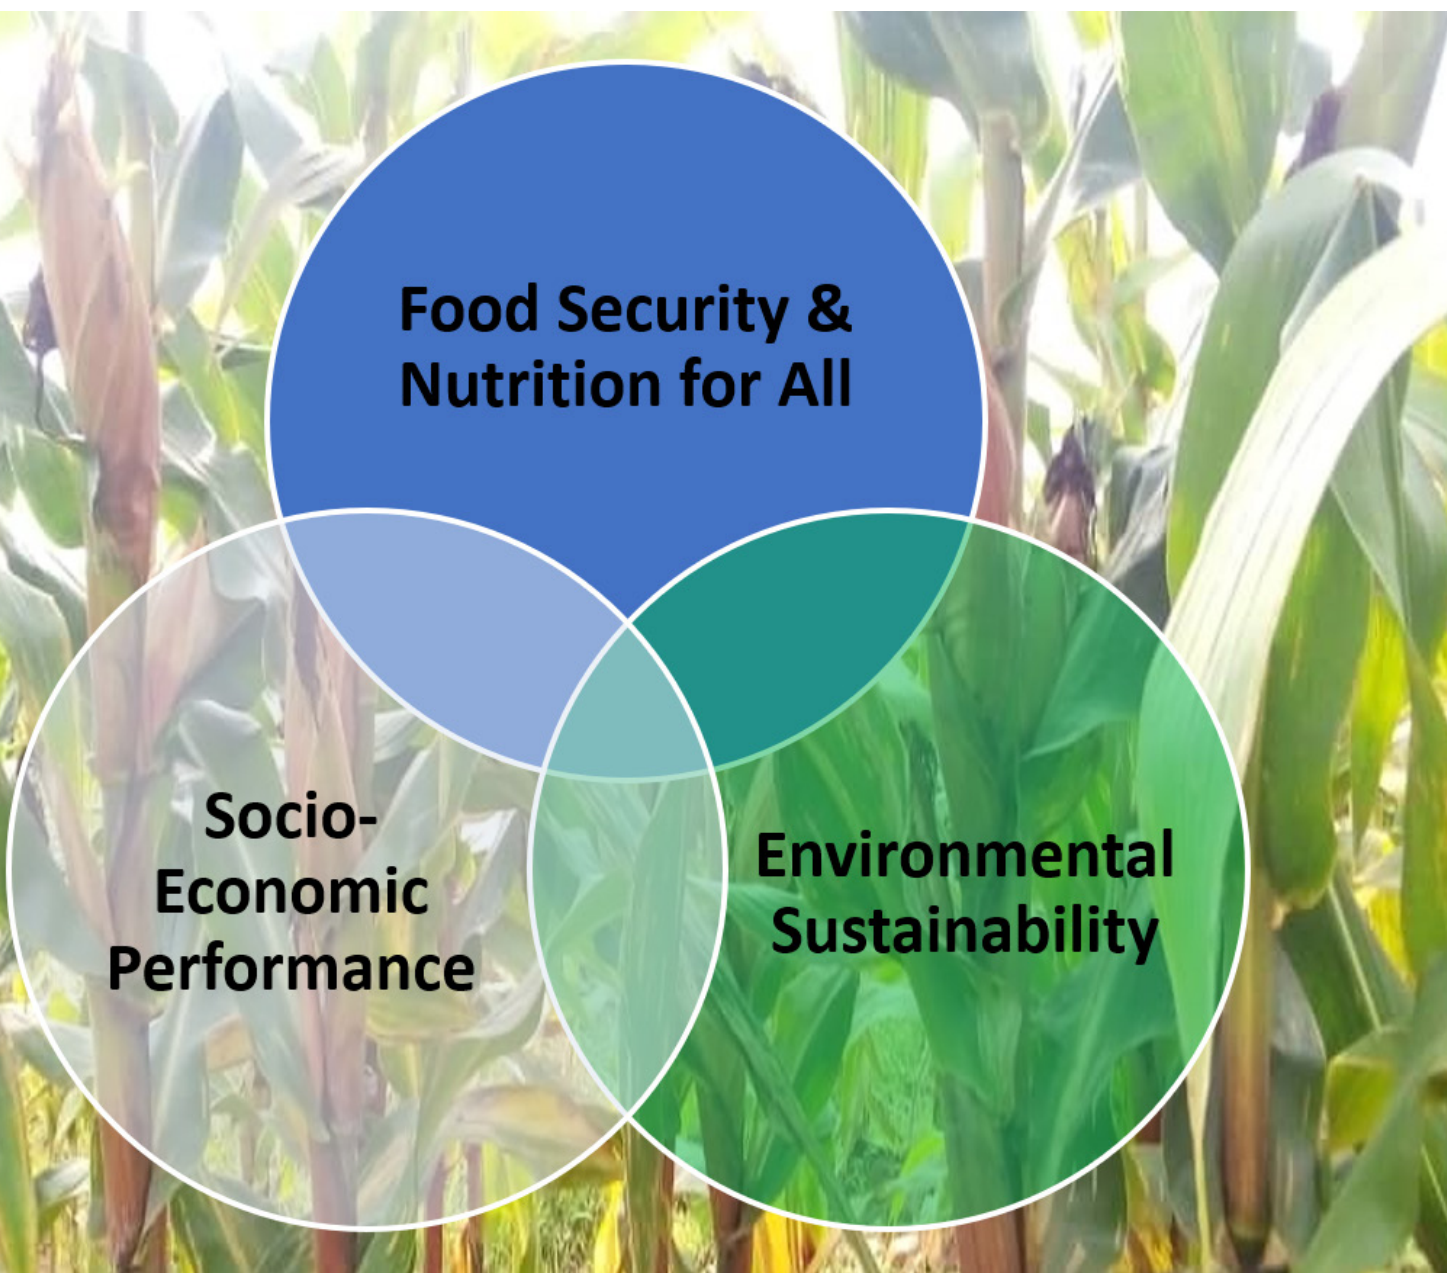 Food Security &
Nutrition for All
Socio-
Economic
Performance
Environmental
Sustainability